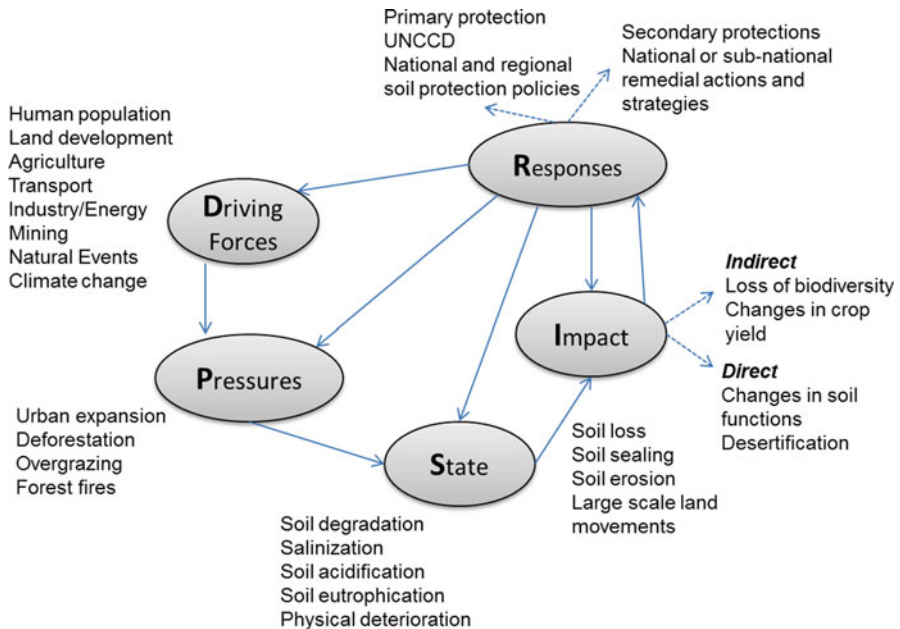 Primary protection
UNCCD
National and regional
soil protection policies
Secondary protections
National or sub-national
remedial actions and
strategies
Human population
Land development
Agriculture
Transport
Industry/Energy
Mining
Natural Events
Climate change
Responses
Driving
Forces
Indirect
Loss of biodiversity
Changes in crop
yield
Impact
Direct
Changes in soil
functions
Desertification
Pressures
Urban expansion
Deforestation
Overgrazing
Forest fires
State
Soil loss
Soil sealing
Soil erosion
Large scale land
movements
Soil degradation
Salinization
Soil acidification
Soil eutrophication
Physical deterioration